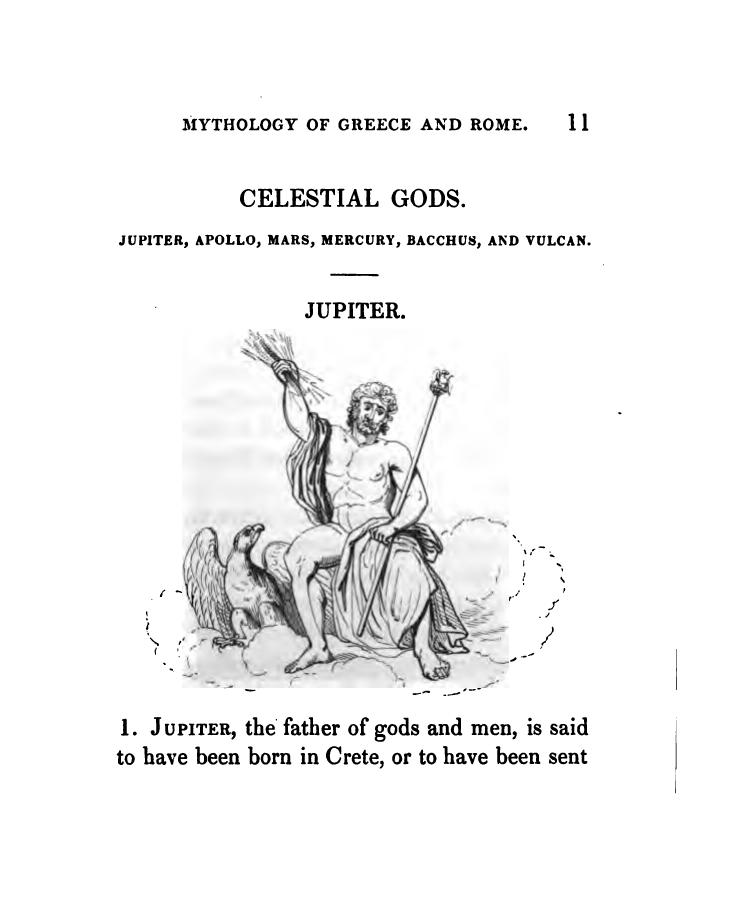 MYTHOLOGY OF GREECE AND ROME. 11
CELESTIAL GODS.
JUPITER, APOLLO, MARS, MERCURY, BACCHUS, AND VULCAN.
JUPITER.
1. JUPITER, the father of gods and men, is said
to have been born in Crete, or to have been sent